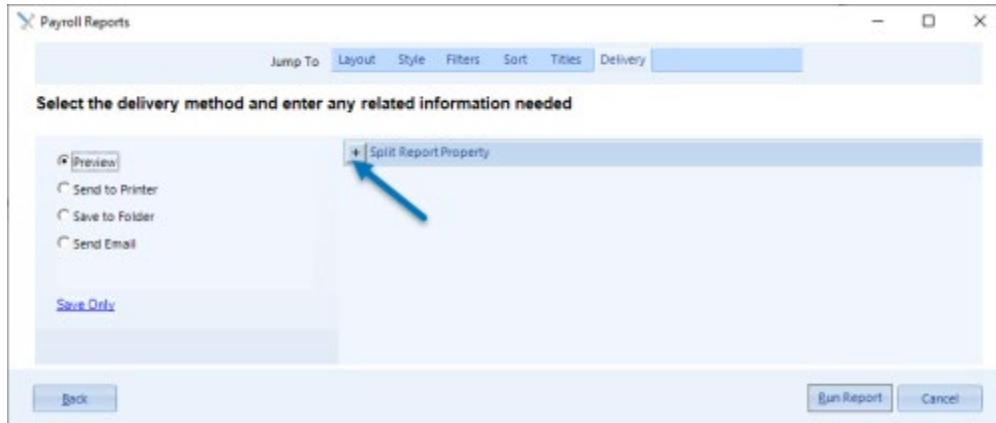 Payroll Reports
Jump To Layout Style Filters Sort Titles Delivery
Select the delivery method and enter any related information needed
Preview
Send to Printer
Save to Folder
Send Email
Save Only
+ Split Report Property
Back
Run Report Cancel